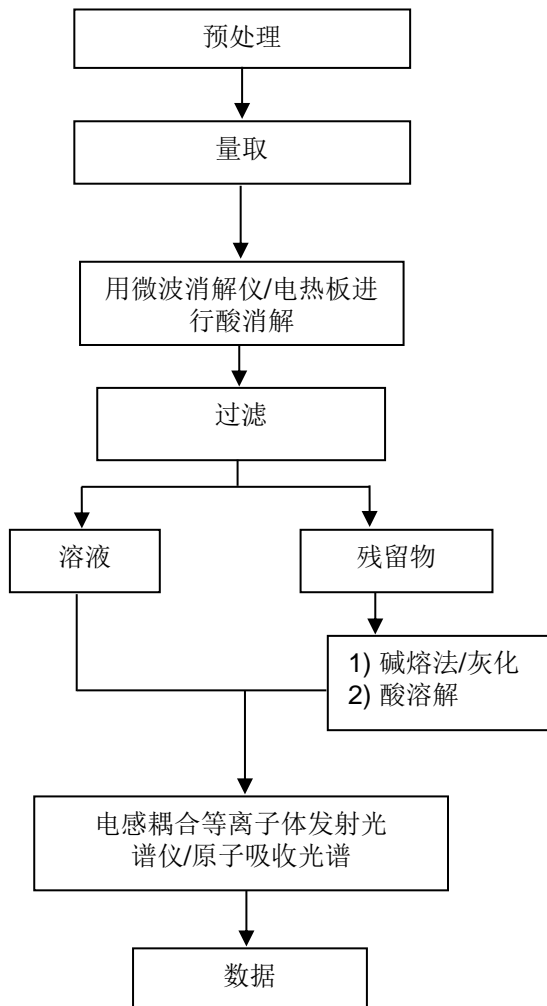 预处理
量取
用微波消解仪/电热板进
行酸消解
过滤
溶液
残留物
1) 碱熔法/灰化
2) 酸溶解
电感耦合等离子体发射光
谱仪/原子吸收光谱
数据